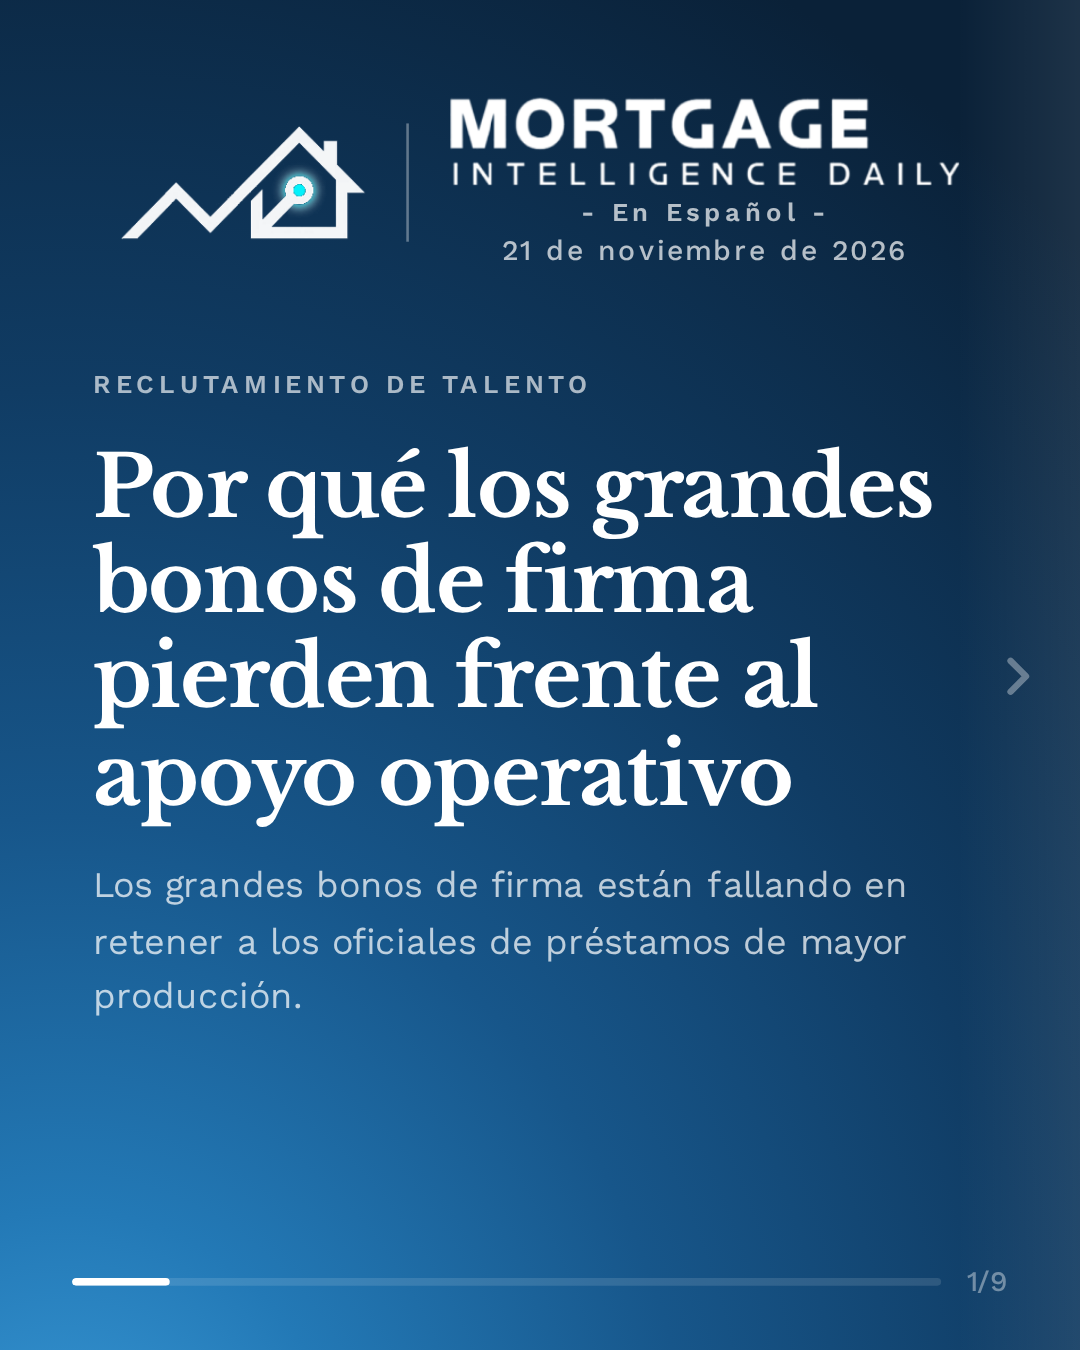 MORTGAGE
INTELLIGENCE DAILY
- En Español -
21 de noviembre de 2026
RECLUTAMIENTO DE TALENTO
Por qué los grandes
bonos de firma
pierden frente al
apoyo operativo
Los grandes bonos de firma están fallando en
retener a los oficiales de préstamos de mayor
producción.
1/9